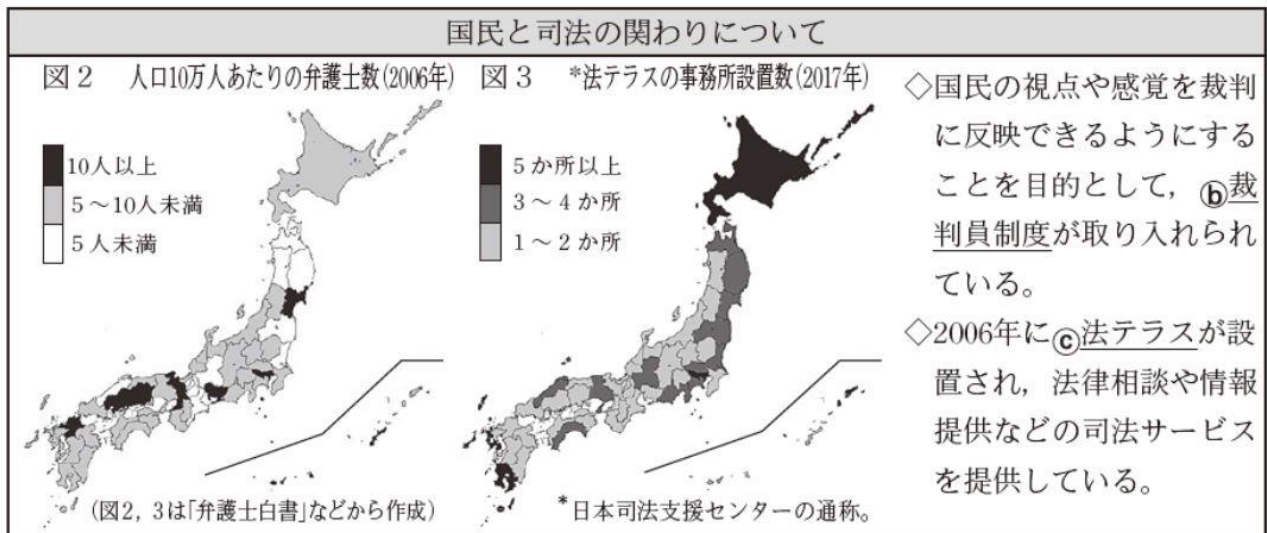 国民と司法の関わりについて
図2 人口10万人あたりの弁護士数(2006年)
10人以上
5〜10人未満
5人未満
図3 *法テラスの事務所設置数(2017年)
5か所以上
3〜4か所
1〜2か所
(図2, 3は「弁護士白書」などから作成)
*日本司法支援センターの通称。
◇国民の視点や感覚を裁判
に反映できるようにする
ことを目的として, ⓑ裁
判員制度が取り入れられ
ている。
◇2006年にⓒ法テラスが設
置され, 法律相談や情報
提供などの司法サービス
を提供している。